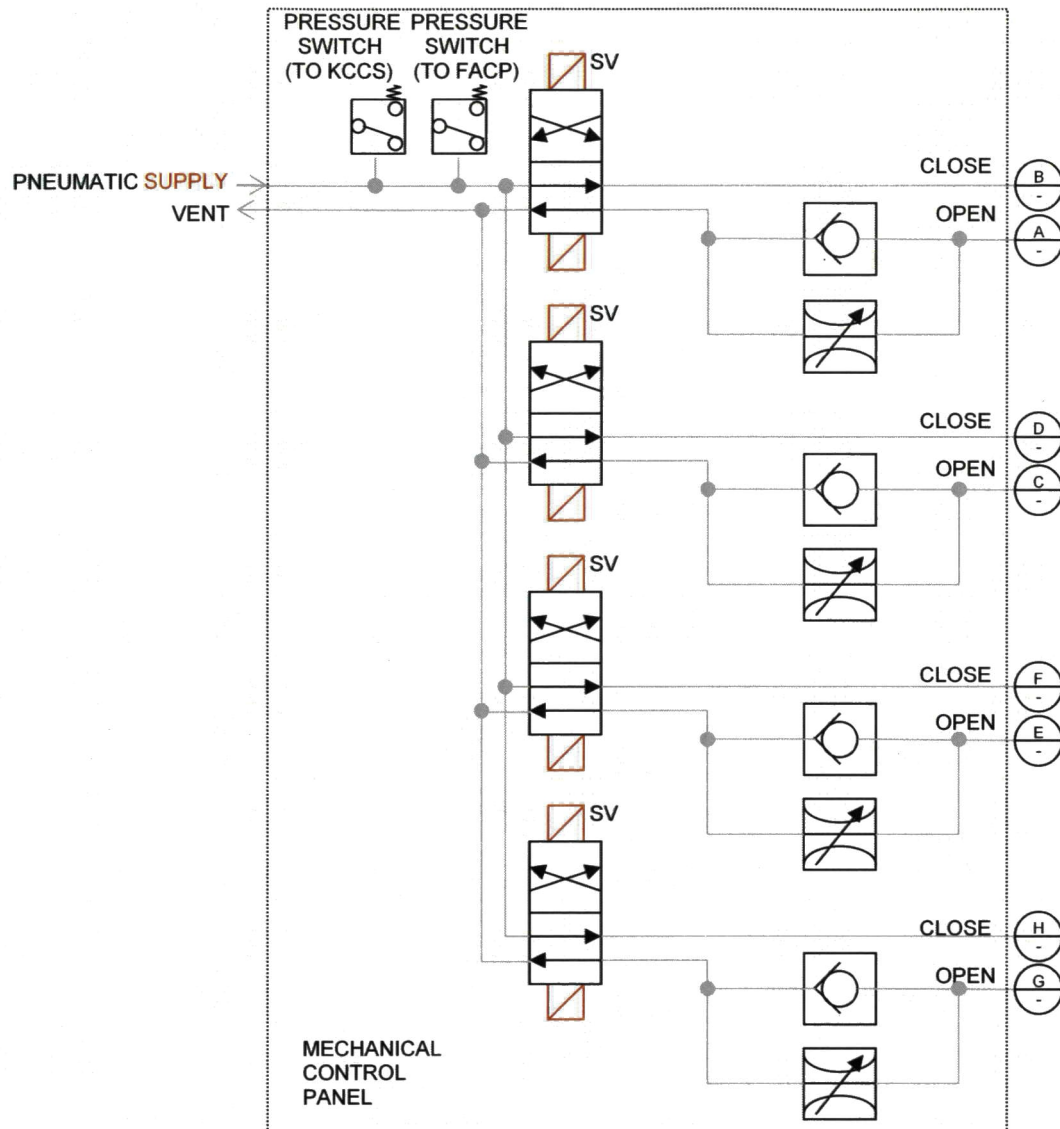 PRESSURE
SWITCH
(TO KCCS)
PRESSURE
SWITCH
(TO FACP)
SV
PNEUMATIC SUPPLY
VENT
CLOSE
B
-
OPEN
A
-
SV
CLOSE
D
-
OPEN
C
-
SV
CLOSE
F
-
OPEN
E
-
SV
CLOSE
H
-
OPEN
G
-
MECHANICAL
CONTROL
PANEL